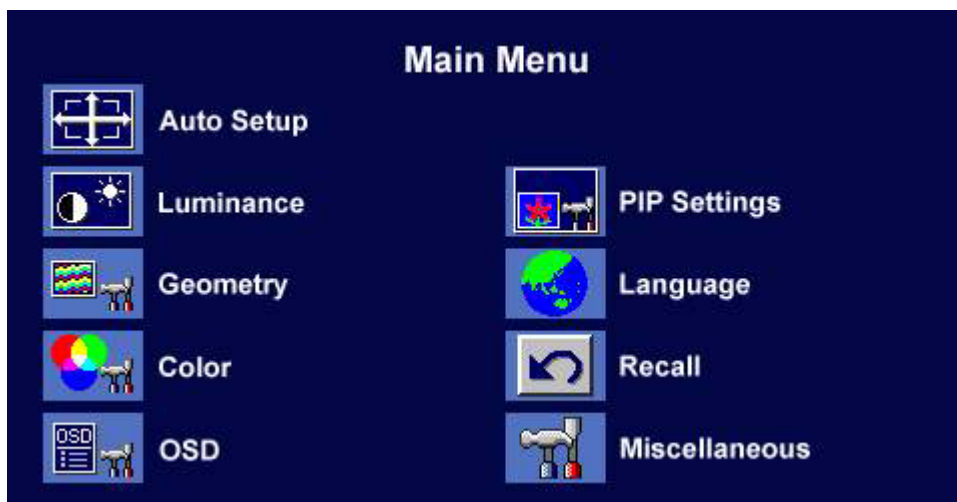 Main Menu
Auto Setup
Luminance
PIP Settings
Geometry
Language
Color
Recall
OSD
OSD
Miscellaneous